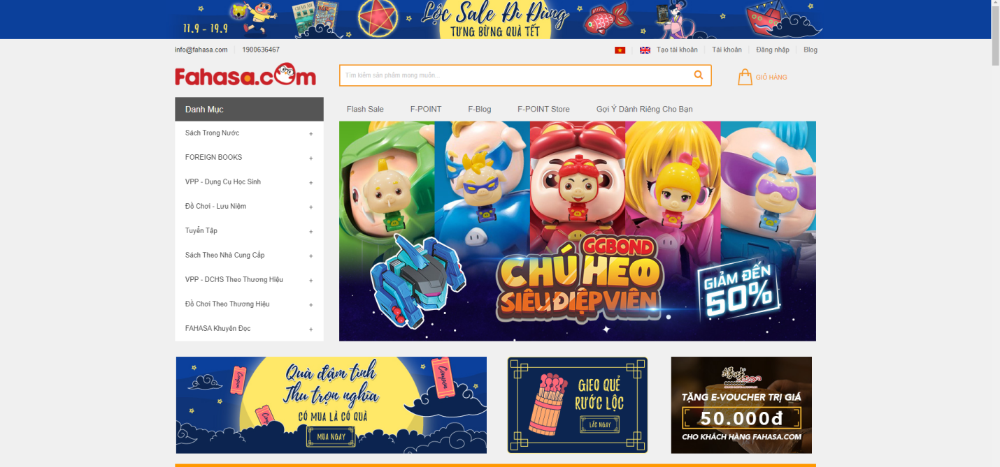 11.9 - 19.9
Lộc Sale Đì Đùng
TƯNG BỪNG QUÀ TẾT
info@fahasa.com
1900636467
Tạo tài khoản
Tài khoản
Đăng nhập
Blog
Fahasa.com
Tìm kiếm sản phẩm mong muốn...
GIỎ HÀNG
Danh Mục
Flash Sale
F-POINT
F-Blog
F-POINT Store
Gợi Ý Dành Riêng Cho Bạn
Sách Trong Nước +
FOREIGN BOOKS +
VPP - Dụng Cụ Học Sinh +
Đồ Chơi - Lưu Niệm +
Tuyển Tập +
Sách Theo Nhà Cung Cấp +
VPP - DCHS Theo Thương Hiệu +
Đồ Chơi Theo Thương Hiệu +
FAHASA Khuyên Đọc +
GGBOND
CHÚ HEO
SIÊU ĐIỆP VIÊN
GIẢM ĐẾN
50%
Coupon
Coupon
Quà đậm tình
Thu trọn nghĩa
CÓ MUA LÀ CÓ QUÀ
MUA NGAY
GIEO QUẺ
RƯỚC LỘC
LẮC NGAY
TẶNG E-VOUCHER TRỊ GIÁ
50.000đ
CHO KHÁCH HÀNG FAHASA.COM